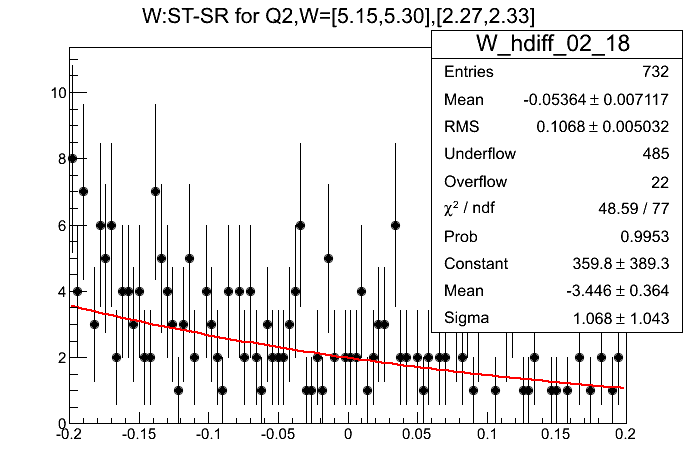 W:ST-SR for Q2,W=[5.15,5.30],[2.27,2.33]
W_hdiff_02_18
Entries 732
Mean -0.05364 ± 0.007117
RMS 0.1068 ± 0.005032
Underflow 485
Overflow 22
χ² / ndf 48.59 / 77
Prob 0.9953
Constant 359.8 ± 389.3
Mean -3.446 ± 0.364
Sigma 1.068 ± 1.043
10
8
6
4
2
0
-0.2 -0.15 -0.1 -0.05 0 0.05 0.1 0.15 0.2